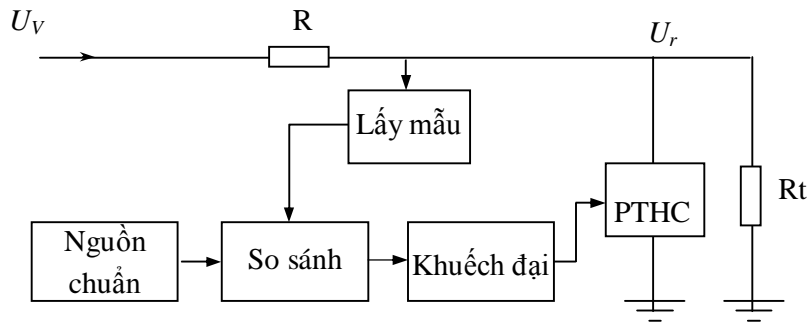 U_V
R
U_r
Lấy mẫu
PTHC
Rt
Nguồn
chuẩn
So sánh
Khuếch đại